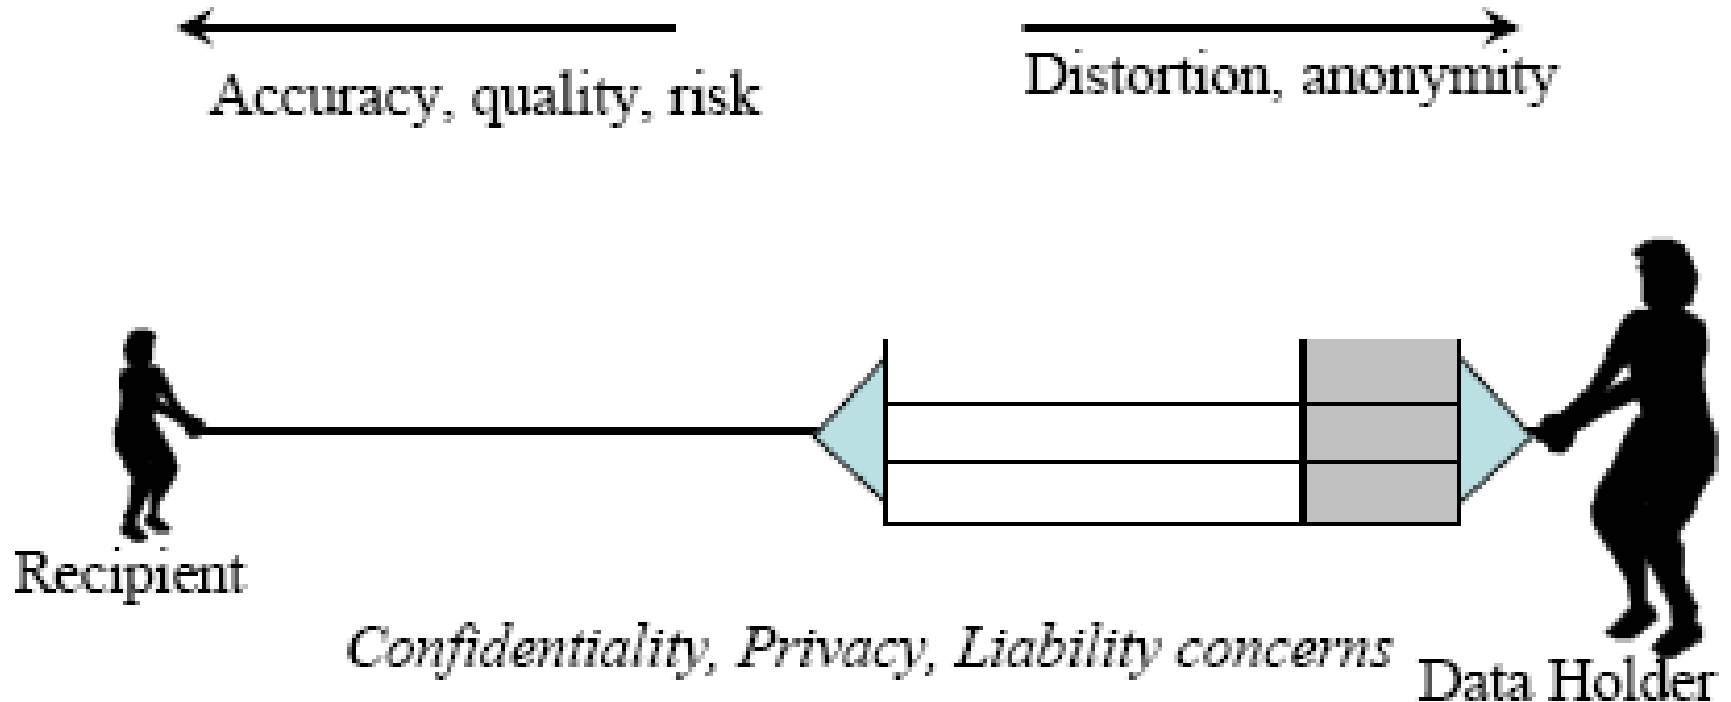 Accuracy, quality, risk
Distortion, anonymity
Recipient
Confidentiality, Privacy, Liability concerns
Data Holder